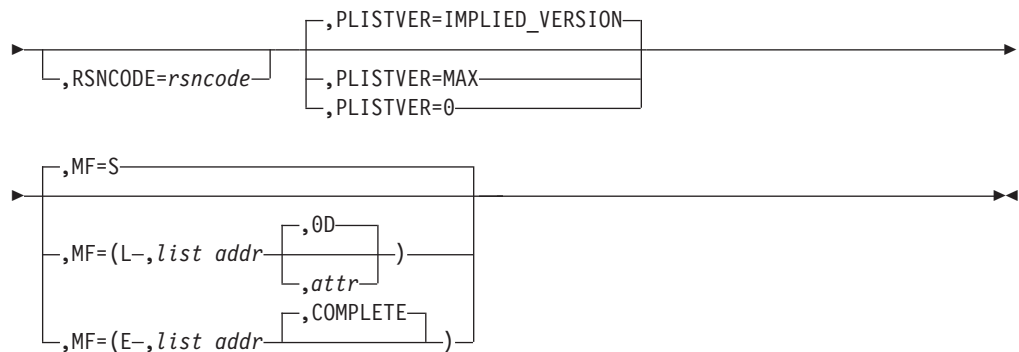 ,PLISTVER=IMPLIED_VERSION
,RSNCODE=rsncode
,PLISTVER=MAX
,PLISTVER=0
,MF=S
,0D
,MF=(L ,list addr )
,attr
,COMPLETE
,MF=(E ,list addr )